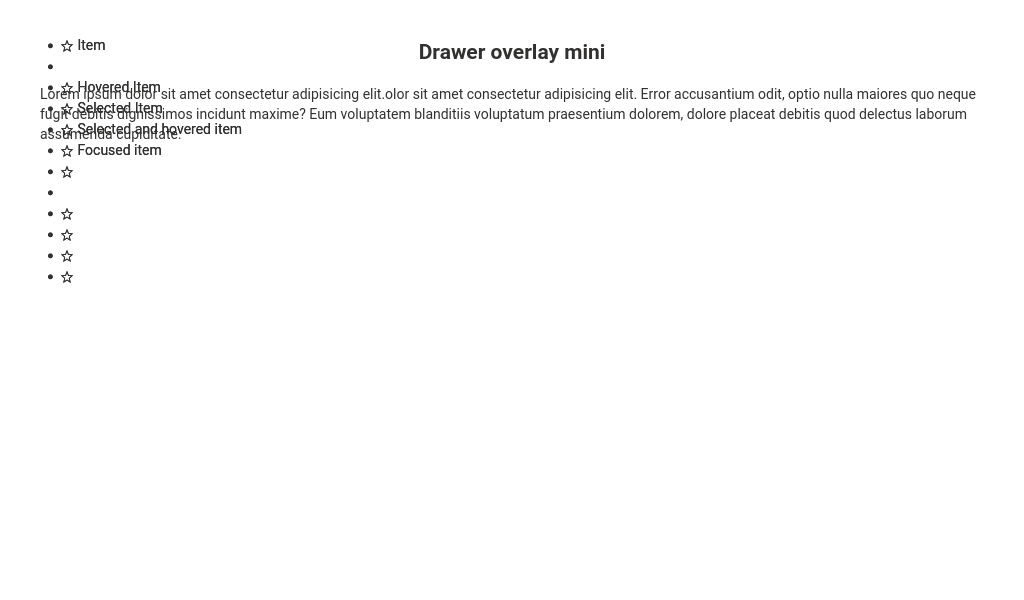 Item
Drawer overlay mini
Hovered Item
Lorem ipsum dolor sit amet consectetur adipisicing elit.olor sit amet consectetur adipisicing elit. Error accusantium odit, optio nulla maiores quo neque
Selected Item
fugit debitis dignissimos incidunt maxime? Eum voluptatem blanditiis voluptatum praesentium dolorem, dolore placeat debitis quod delectus laborum
Selected and hovered item
assumenda cupiditate.
Focused item